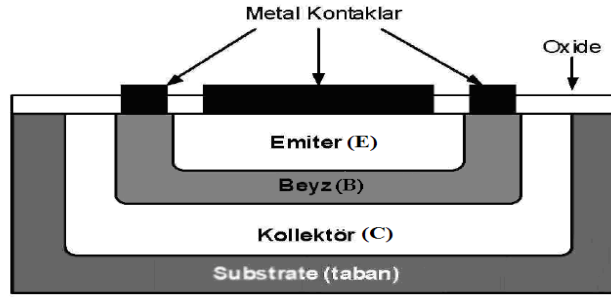 Metal Kontaklar
Oxide
Emiter (E)
Beyz (B)
Kollektör (C)
Substrate (taban)